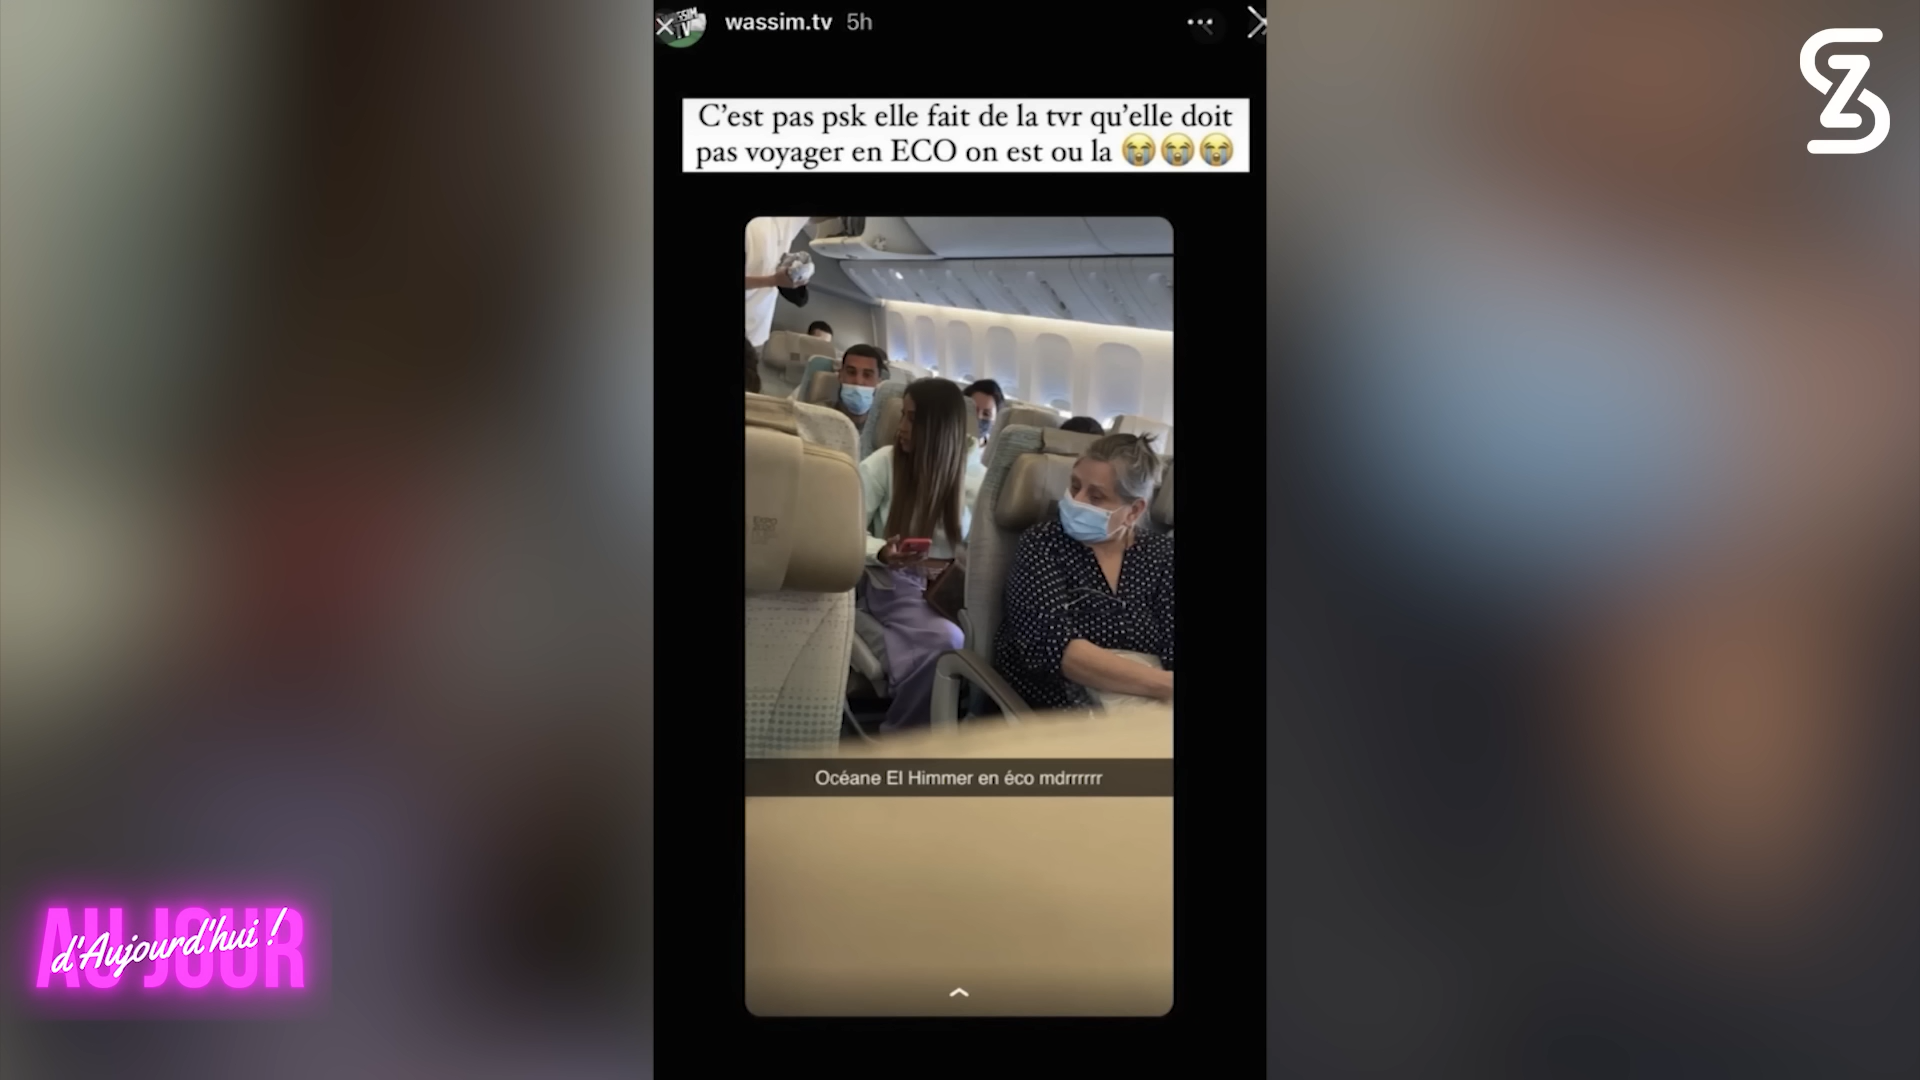 wassim.tv 5h
C'est pas psk elle fait de la tvr qu'elle doit
pas voyager en ECO on est ou la 😭😭😭
Océane El Himmer en éco mdrrrrrr
AU JOUR
d'Aujourd'hui !